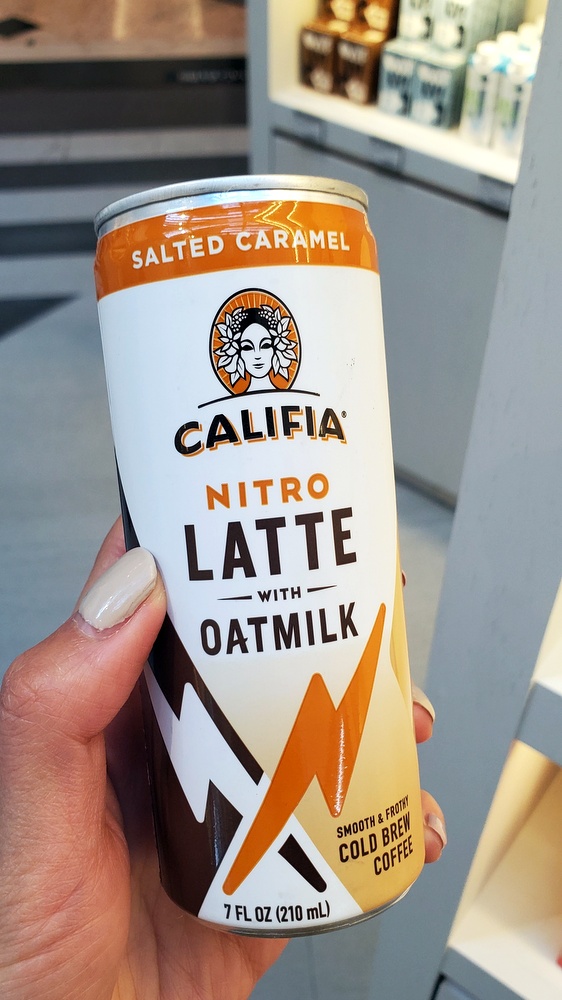 SALTED CARAMEL
CALIFIA®
NITRO
LATTE
WITH
OATMILK
SMOOTH & FROTHY
COLD BREW
COFFEE
7 FL OZ (210 mL)